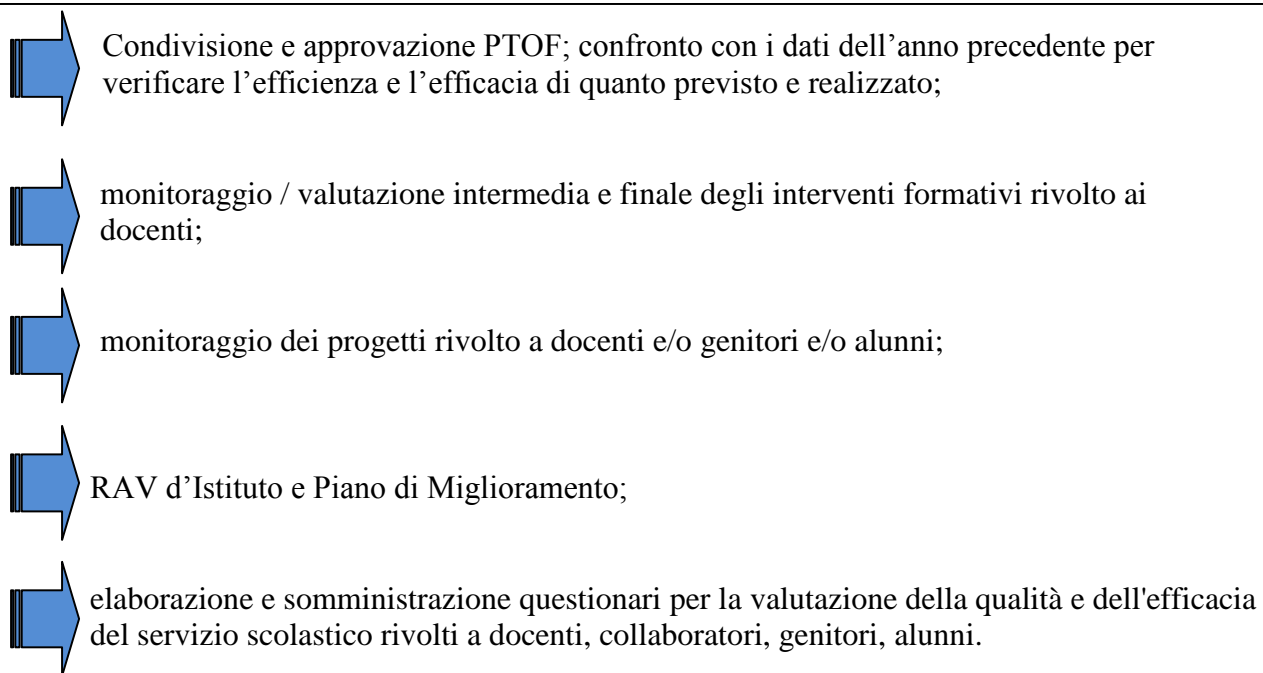 Condivisione e approvazione PTOF; confronto con i dati dell’anno precedente per
verificare l’efficienza e l’efficacia di quanto previsto e realizzato;
monitoraggio / valutazione intermedia e finale degli interventi formativi rivolto ai
docenti;
monitoraggio dei progetti rivolto a docenti e/o genitori e/o alunni;
RAV d’Istituto e Piano di Miglioramento;
elaborazione e somministrazione questionari per la valutazione della qualità e dell'efficacia
del servizio scolastico rivolti a docenti, collaboratori, genitori, alunni.